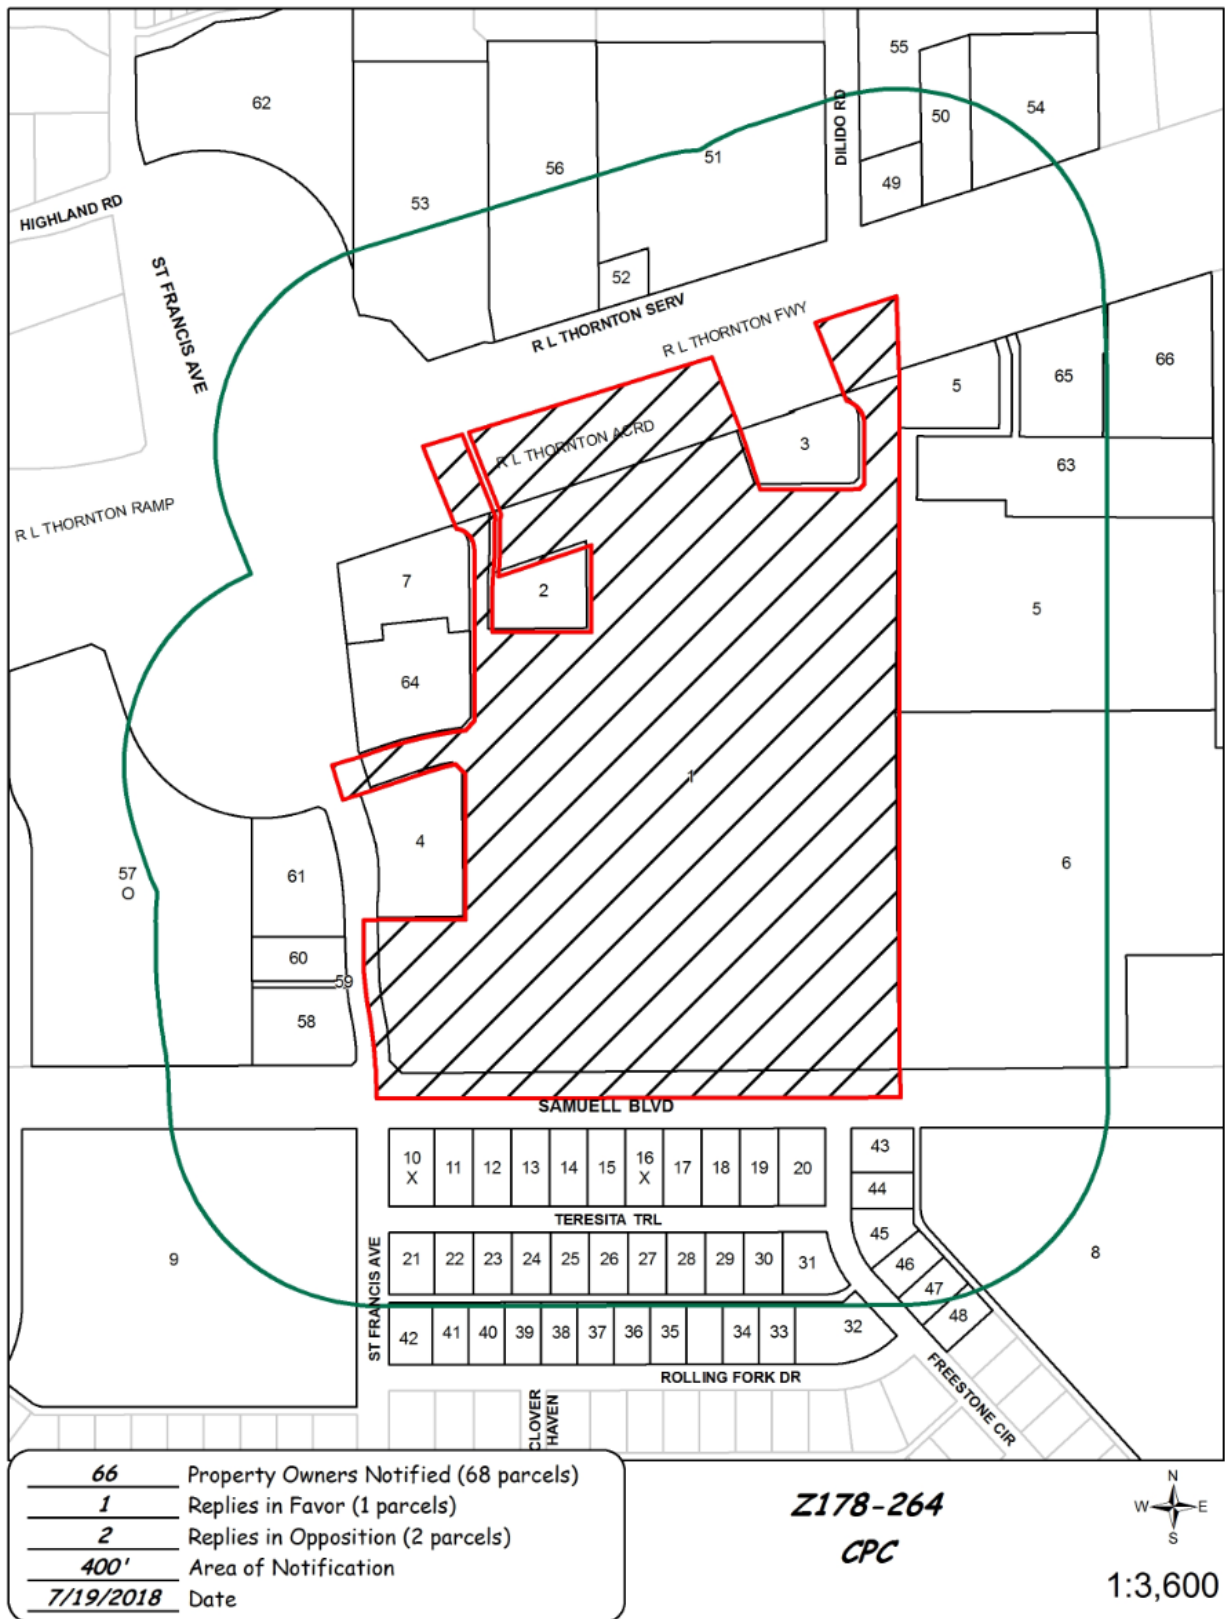 55
62
50
54
DILIDO RD
51
56
49
53
HIGHLAND RD
ST FRANCIS AVE
52
R L THORNTON SERV
R L THORNTON FWY
66
65
5
3
R L THORNTON ACRD
63
R L THORNTON RAMP
7
2
5
64
1
4
6
57
O
61
60
59
58
SAMUELL BLVD
10
X
11
12
13
14
15
16
X
17
18
19
20
43
44
TERESITA TRL
9
ST FRANCIS AVE
21
22
23
24
25
26
27
28
29
30
31
45
46
47
48
8
42
41
40
39
38
37
36
35
34
33
32
ROLLING FORK DR
CLOVER
HAVEN
FREESTONE CIR
66 Property Owners Notified (68 parcels)
1 Replies in Favor (1 parcels)
2 Replies in Opposition (2 parcels)
400' Area of Notification
7/19/2018 Date
Z178-264
CPC
N
W E
S
1:3,600